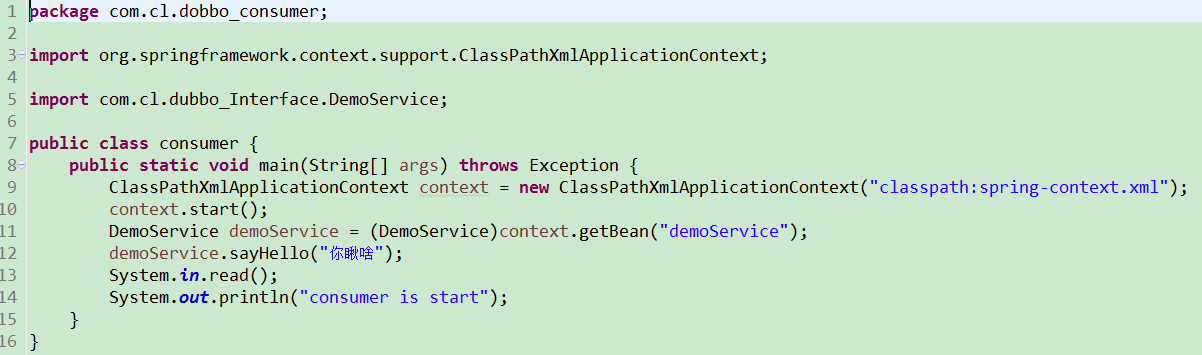 1 package com.cl.dobbo_consumer;
2
3 import org.springframework.context.support.ClassPathXmlApplicationContext;
4
5 import com.cl.dubbo_Interface.DemoService;
6
7 public class consumer {
8     public static void main(String[] args) throws Exception {
9         ClassPathXmlApplicationContext context = new ClassPathXmlApplicationContext("classpath:spring-context.xml");
10         context.start();
11         DemoService demoService = (DemoService)context.getBean("demoService");
12         demoService.sayHello("你瞅啥");
13         System.in.read();
14         System.out.println("consumer is start");
15     }
16 }